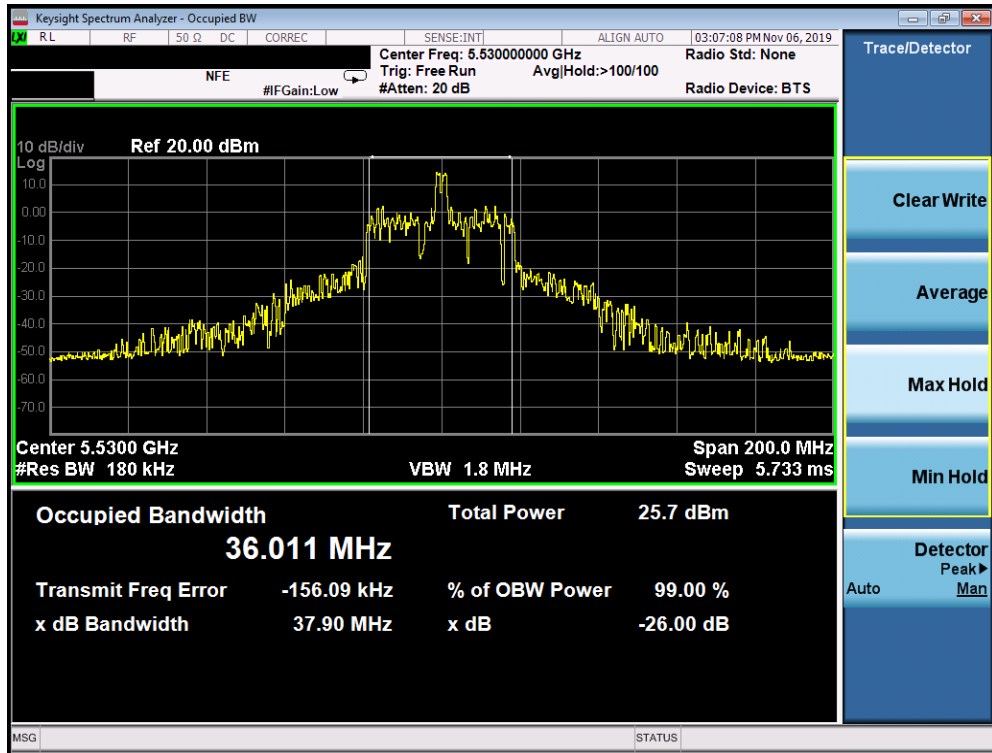 Keysight Spectrum Analyzer - Occupied BW
LXI RL RF 50 Ω DC CORREC SENSE:INT ALIGN AUTO 03:07:08 PM Nov 06, 2019
Center Freq: 5.530000000 GHz Radio Std: None
NFE Trig: Free Run Avg|Hold:>100/100
#IFGain:Low #Atten: 20 dB Radio Device: BTS
Trace/Detector
10 dB/div Ref 20.00 dBm
Log
10.0
0.00
-10.0
-20.0
-30.0
-40.0
-50.0
-60.0
-70.0
Center 5.5300 GHz Span 200.0 MHz
#Res BW 180 kHz VBW 1.8 MHz Sweep 5.733 ms
Occupied Bandwidth Total Power 25.7 dBm
36.011 MHz
Transmit Freq Error -156.09 kHz % of OBW Power 99.00 %
x dB Bandwidth 37.90 MHz x dB -26.00 dB
Clear Write
Average
Max Hold
Min Hold
Detector
Peak▶
Auto Man
MSG STATUS